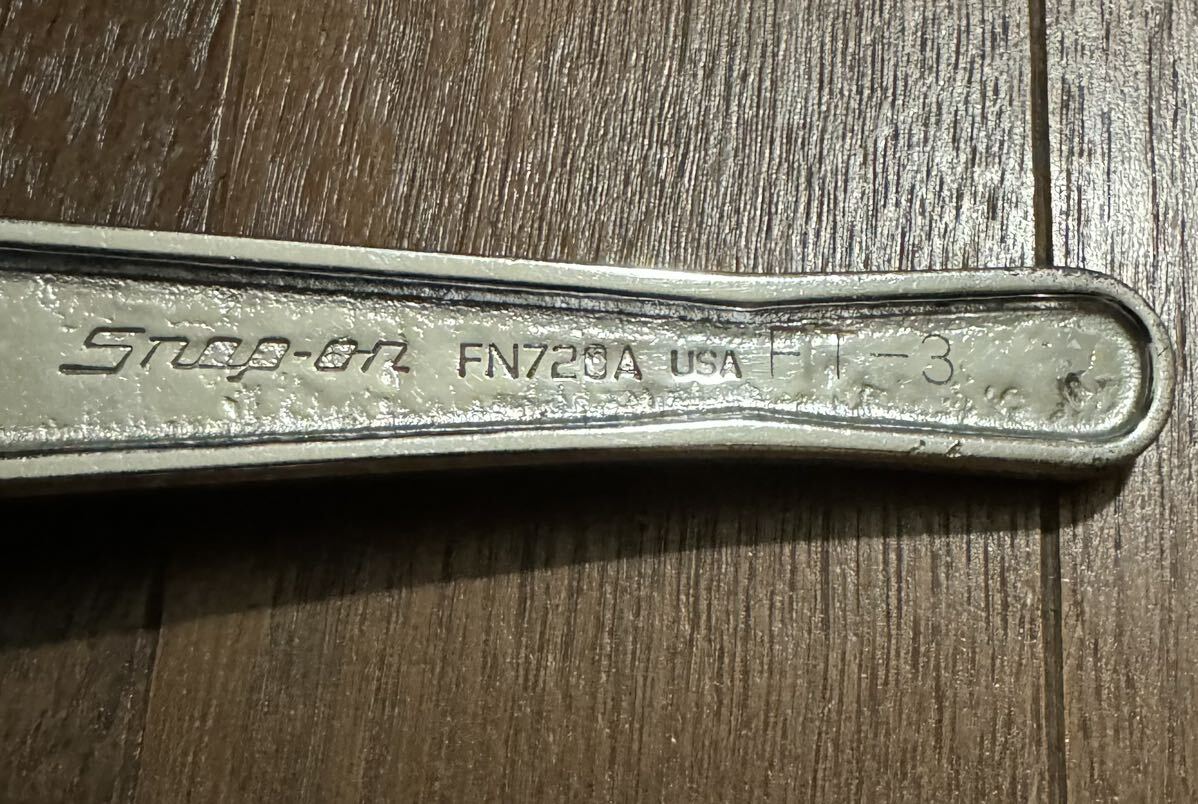 Snap-on FN720A USA FT-3